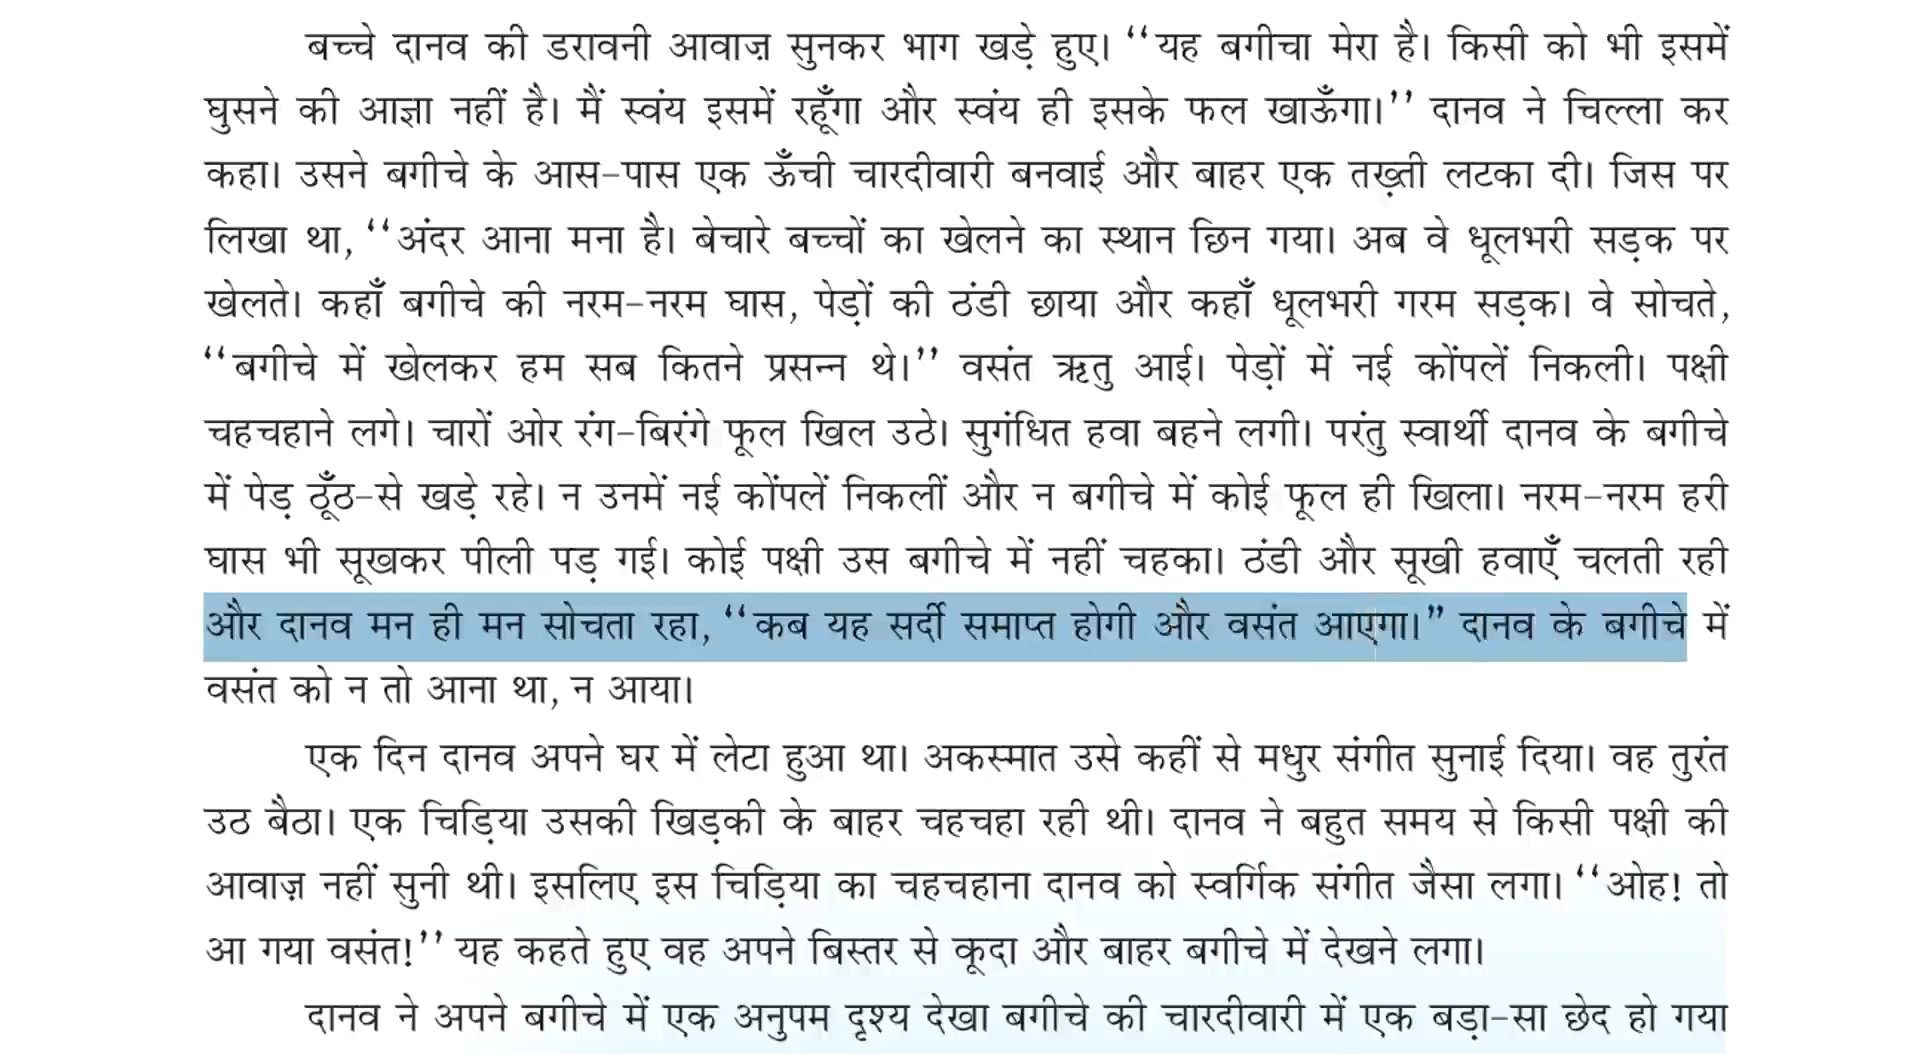 बच्चे दानव की डरावनी आवाज़ सुनकर भाग खड़े हुए। ‘‘यह बगीचा मेरा है। किसी को भी इसमें
घुसने की आज्ञा नहीं है। मैं स्वंय इसमें रहूँगा और स्वंय ही इसके फल खाऊँगा।’’ दानव ने चिल्ला कर
कहा। उसने बगीचे के आस-पास एक ऊँची चारदीवारी बनवाई और बाहर एक तख़्ती लटका दी। जिस पर
लिखा था, ‘‘अंदर आना मना है। बेचारे बच्चों का खेलने का स्थान छिन गया। अब वे धूलभरी सड़क पर
खेलते। कहाँ बगीचे की नरम-नरम घास, पेड़ों की ठंडी छाया और कहाँ धूलभरी गरम सड़क। वे सोचते,
‘‘बगीचे में खेलकर हम सब कितने प्रसन्न थे।’’ वसंत ऋतु आई। पेड़ों में नई कोंपलें निकली। पक्षी
चहचहाने लगे। चारों ओर रंग-बिरंगे फूल खिल उठे। सुगंधित हवा बहने लगी। परंतु स्वार्थी दानव के बगीचे
में पेड़ ठूँठ-से खड़े रहे। न उनमें नई कोंपलें निकलीं और न बगीचे में कोई फूल ही खिला। नरम-नरम हरी
घास भी सूखकर पीली पड़ गई। कोई पक्षी उस बगीचे में नहीं चहका। ठंडी और सूखी हवाएँ चलती रही
और दानव मन ही मन सोचता रहा, ‘‘कब यह सर्दी समाप्त होगी और वसंत आएगा।” दानव के बगीचे में
वसंत को न तो आना था, न आया।
एक दिन दानव अपने घर में लेटा हुआ था। अकस्मात उसे कहीं से मधुर संगीत सुनाई दिया। वह तुरंत
उठ बैठा। एक चिड़िया उसकी खिड़की के बाहर चहचहा रही थी। दानव ने बहुत समय से किसी पक्षी की
आवाज़ नहीं सुनी थी। इसलिए इस चिड़िया का चहचहाना दानव को स्वर्गिक संगीत जैसा लगा। ‘‘ओह! तो
आ गया वसंत!’’ यह कहते हुए वह अपने बिस्तर से कूदा और बाहर बगीचे में देखने लगा।
दानव ने अपने बगीचे में एक अनुपम दृश्य देखा बगीचे की चारदीवारी में एक बड़ा-सा छेद हो गया